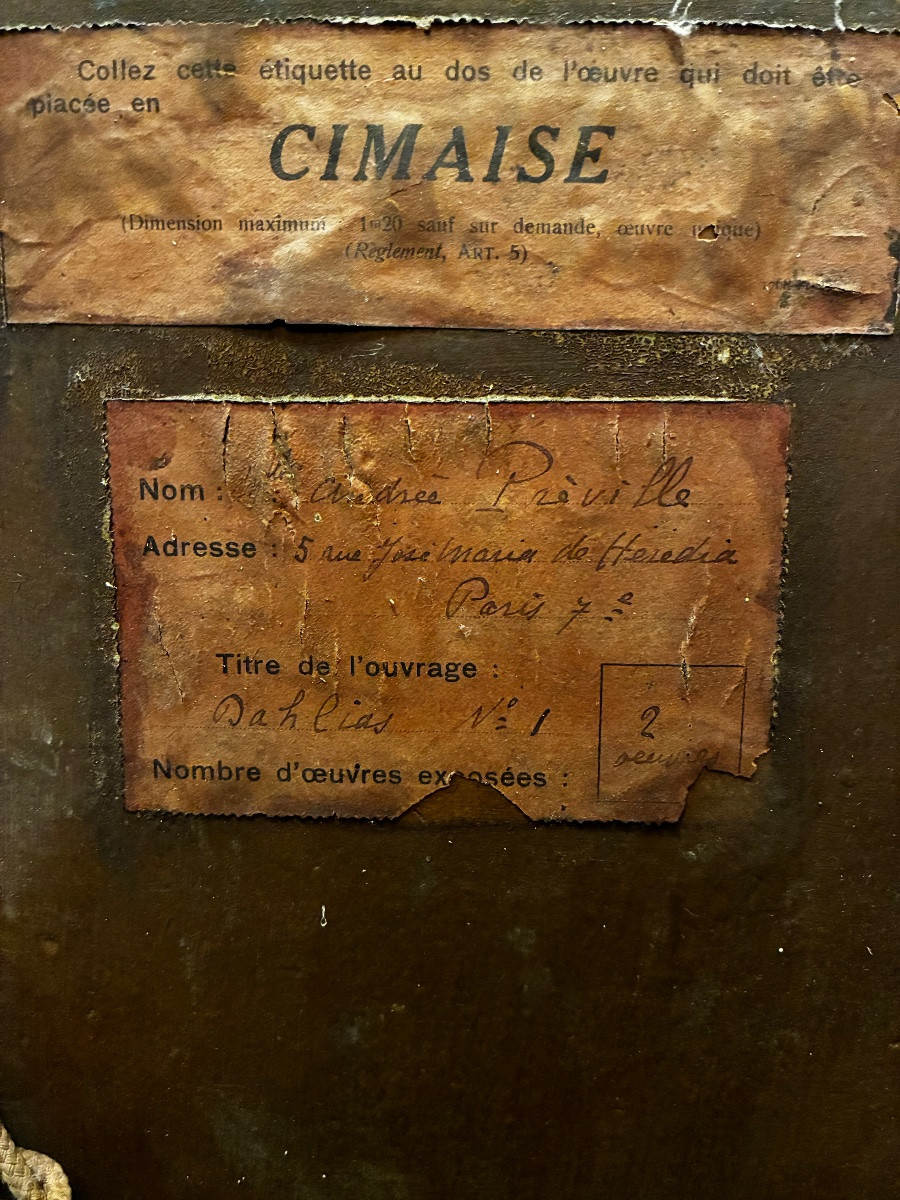 Collez cette étiquette au dos de l'œuvre qui doit être
placée en
CIMAISE
(Dimension maximum : 1m20 sauf sur demande, œuvre unique)
(Règlement, ART. 5)
Nom : Andrée Préville
Adresse : 5 rue José Maria de Heredia
Paris 7e
Titre de l'ouvrage :
Dahlias No 1
2
oeuvres
Nombre d'œuvres exposées :